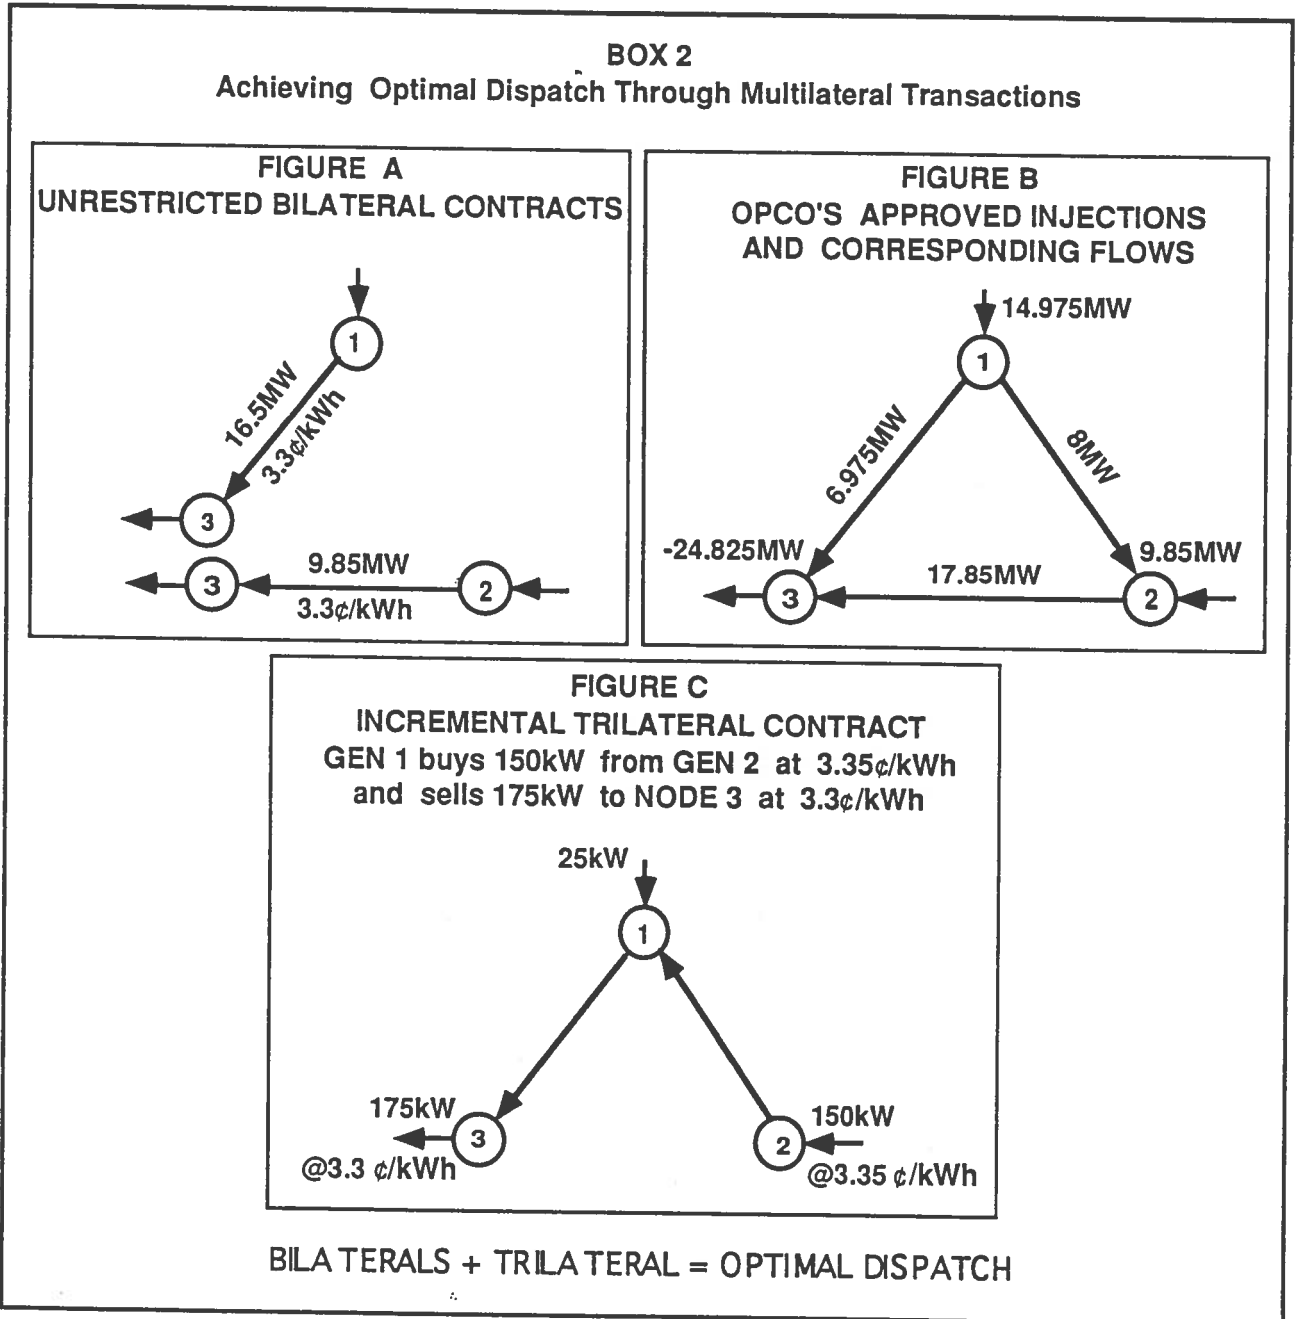 BOX 2
Achieving Optimal Dispatch Through Multilateral Transactions
FIGURE A
UNRESTRICTED BILATERAL CONTRACTS
1
16.5MW
3.3¢/kWh
3
9.85MW
3
2
3.3¢/kWh
FIGURE B
OPCO'S APPROVED INJECTIONS
AND CORRESPONDING FLOWS
14.975MW
1
6.975MW
8MW
-24.825MW
9.85MW
17.85MW
3
2
FIGURE C
INCREMENTAL TRILATERAL CONTRACT
GEN 1 buys 150kW from GEN 2 at 3.35¢/kWh
and sells 175kW to NODE 3 at 3.3¢/kWh
25kW
1
175kW
150kW
3
2
@3.3 ¢/kWh
@3.35 ¢/kWh
BILATERALS + TRILATERAL = OPTIMAL DISPATCH